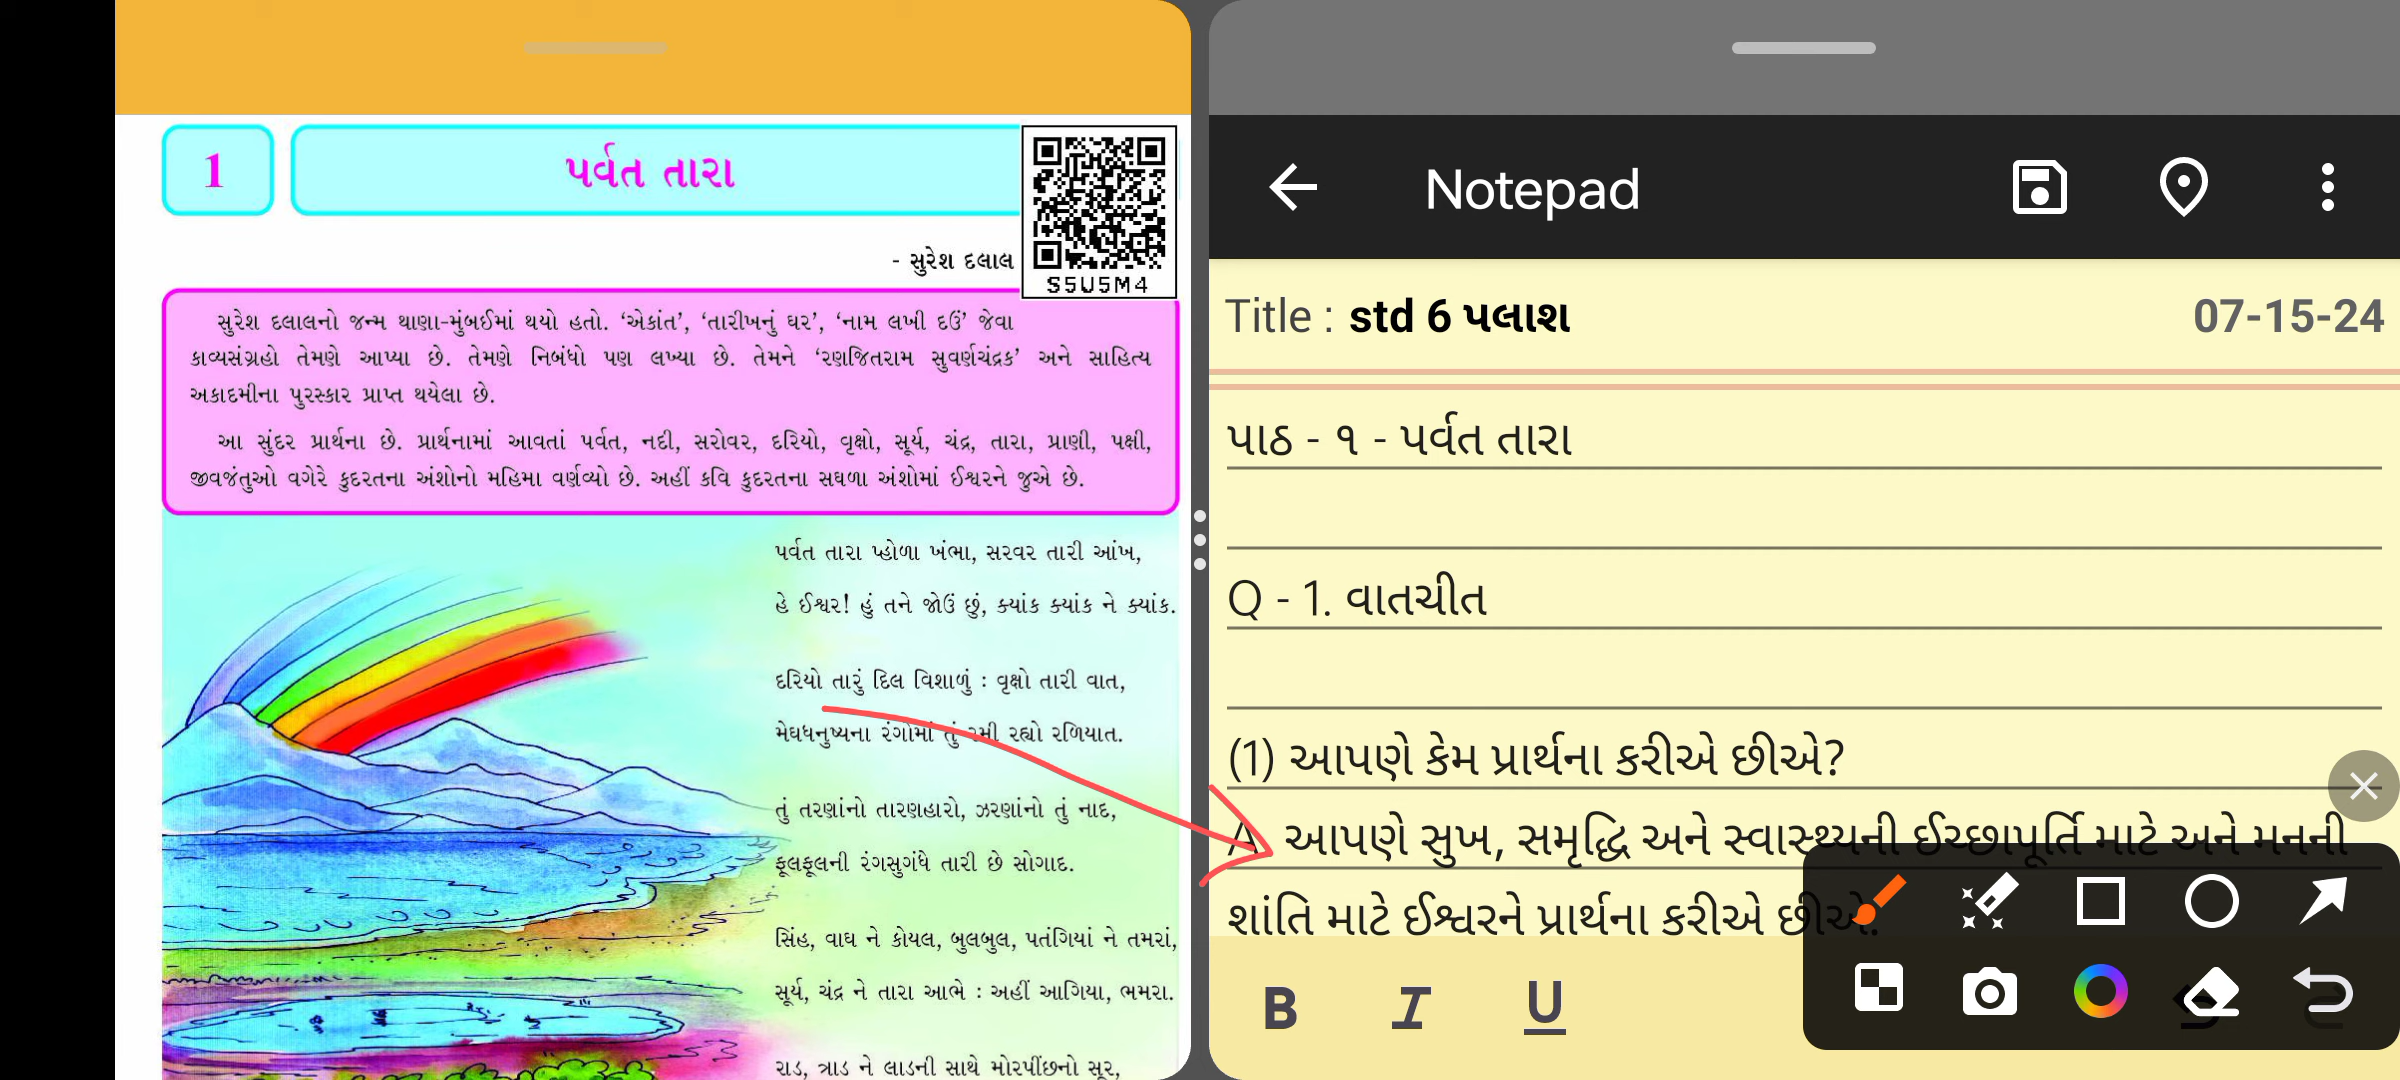 1
પર્વત તારા
- સુરેશ દલાલ
S5U5M4
સુરેશ દલાલનો જન્મ થાણા-મુંબઈમાં થયો હતો. ‘એકાંત’, ‘તારીખનું ઘર’, ‘નામ લખી દઉં’ જેવા
કાવ્યસંગ્રહો તેમણે આપ્યા છે. તેમણે નિબંધો પણ લખ્યા છે. તેમને ‘રણજિતરામ સુવર્ણચંદ્રક’ અને સાહિત્ય
અકાદમીના પુરસ્કાર પ્રાપ્ત થયેલા છે.
આ સુંદર પ્રાર્થના છે. પ્રાર્થનામાં આવતાં પર્વત, નદી, સરોવર, દરિયો, વૃક્ષો, સૂર્ય, ચંદ્ર, તારા, પ્રાણી, પક્ષી,
જીવજંતુઓ વગેરે કુદરતના અંશોનો મહિમા વર્ણવ્યો છે. અહીં કવિ કુદરતના સઘળા અંશોમાં ઈશ્વરને જુએ છે.
પર્વત તારા પ્હોળા ખંભા, સરવર તારી આંખ,
હે ઈશ્વર! હું તને જોઉં છું, ક્યાંક ક્યાંક ને ક્યાંક.
દરિયો તારું દિલ વિશાળું : વૃક્ષો તારી વાત,
મેઘધનુષ્યના રંગોમાં તું રમી રહ્યો રળિયાત.
તું તરણાંનો તારણહારો, ઝરણાંનો તું નાદ,
ફૂલફૂલની રંગસુગંધે તારી છે સોગાદ.
સિંહ, વાઘ ને કોયલ, બુલબુલ, પતંગિયાં ને તમરાં,
સૂર્ય, ચંદ્ર ને તારા આભે : અહીં આગિયા, ભમરા.
રાડ, ત્રાડ ને લાડની સાથે મોરપીંછનો સૂર,
Notepad
Title : std 6 પલાશ 07-15-24
પાઠ - ૧ - પર્વત તારા
Q - 1. વાતચીત
(1) આપણે કેમ પ્રાર્થના કરીએ છીએ?
A. આપણે સુખ, સમૃદ્ધિ અને સ્વાસ્થ્યની ઈચ્છાપૂર્તિ માટે અને મનની
શાંતિ માટે ઈશ્વરને પ્રાર્થના કરીએ છીએ.
B I U